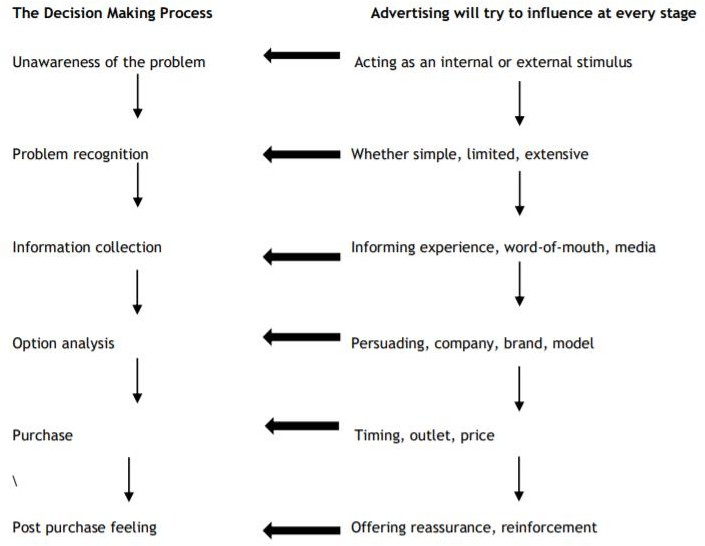 The Decision Making Process
Advertising will try to influence at every stage
Unawareness of the problem
Acting as an internal or external stimulus
Problem recognition
Whether simple, limited, extensive
Information collection
Informing experience, word-of-mouth, media
Option analysis
Persuading, company, brand, model
Purchase
Timing, outlet, price
\
Post purchase feeling
Offering reassurance, reinforcement